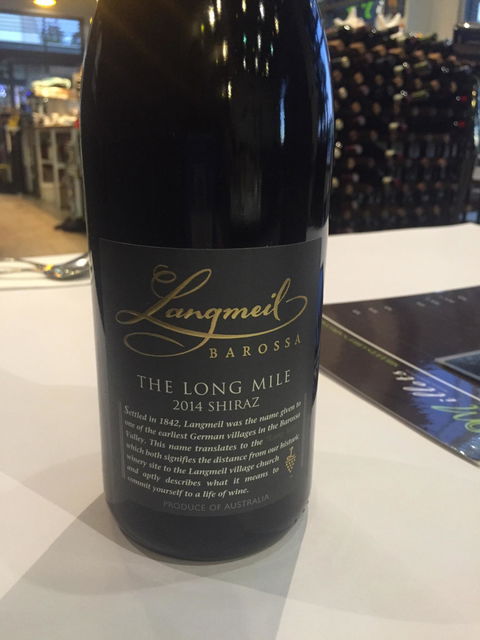 Langmeil
BAROSSA
THE LONG MILE
2014 SHIRAZ
Settled in 1842, Langmeil was the name given to
one of the earliest German villages in the Barossa
Valley. This name translates to the
which both signifies the distance from our historic
winery site to the Langmeil village church
and aptly describes what it means to
commit yourself to a life of wine.
PRODUCE OF AUSTRALIA